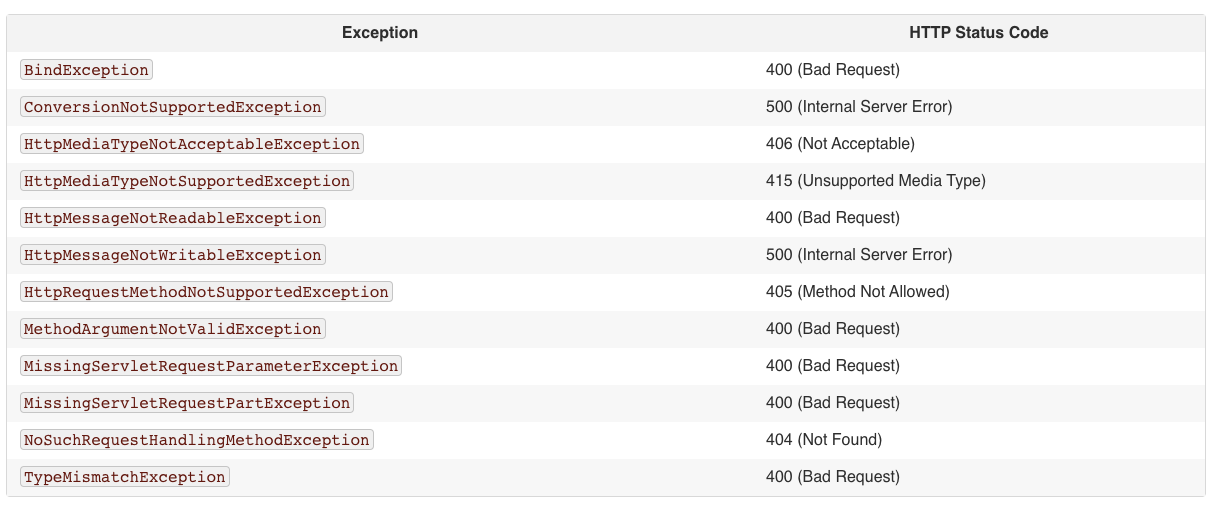 Exception HTTP Status Code
BindException 400 (Bad Request)
ConversionNotSupportedException 500 (Internal Server Error)
HttpMediaTypeNotAcceptableException 406 (Not Acceptable)
HttpMediaTypeNotSupportedException 415 (Unsupported Media Type)
HttpMessageNotReadableException 400 (Bad Request)
HttpMessageNotWritableException 500 (Internal Server Error)
HttpRequestMethodNotSupportedException 405 (Method Not Allowed)
MethodArgumentNotValidException 400 (Bad Request)
MissingServletRequestParameterException 400 (Bad Request)
MissingServletRequestPartException 400 (Bad Request)
NoSuchRequestHandlingMethodException 404 (Not Found)
TypeMismatchException 400 (Bad Request)